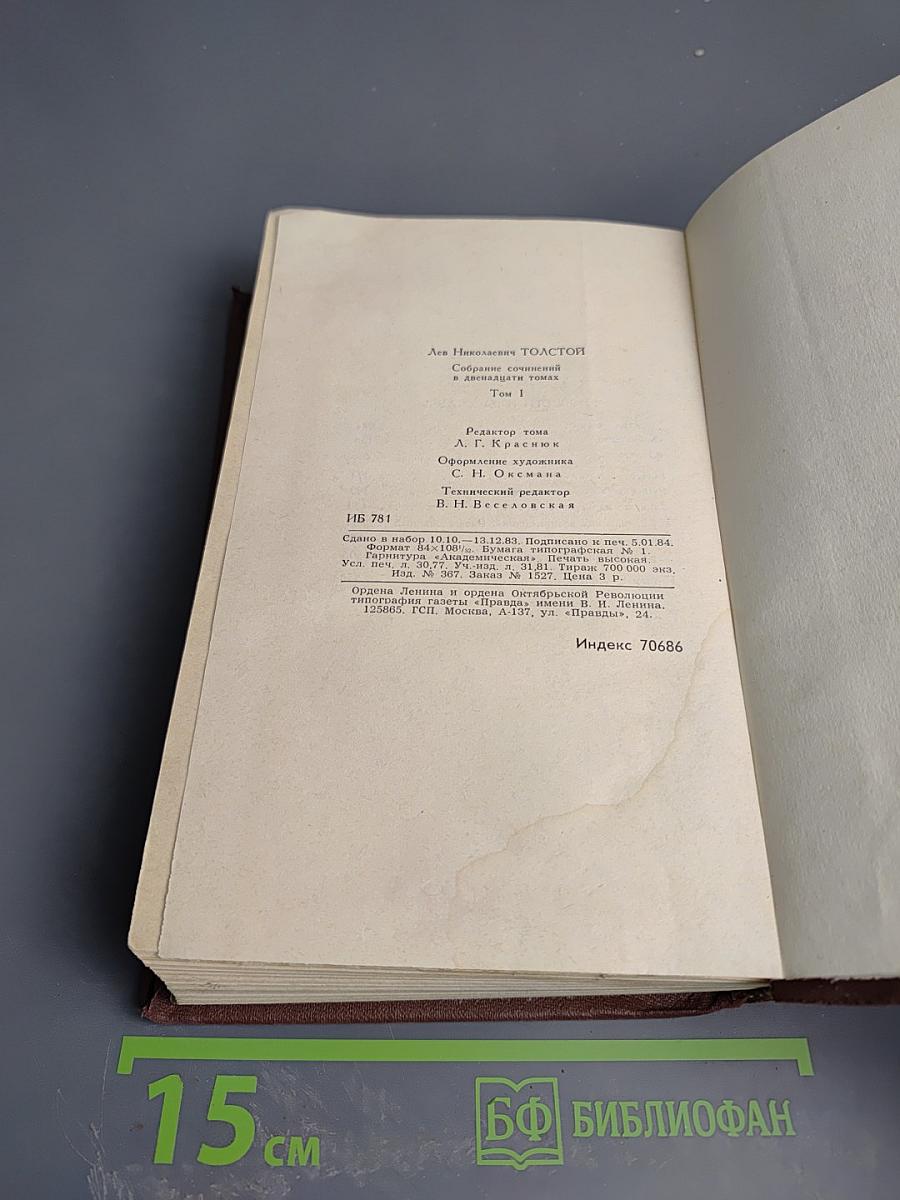 Лев Николаевич ТОЛСТОЙ
Собрание сочинений
в двенадцати томах
Том 1
Редактор тома
Л. Г. Краснюк
Оформление художника
С. Н. Оксмана
Технический редактор
В. Н. Веселовская
ИБ 781
Сдано в набор 10.10.—13.12.83. Подписано к печ. 5.01.84.
Формат 84×108¹/₃₂. Бумага типографская № 1.
Гарнитура «Академическая». Печать высокая.
Усл. печ. л. 30,77. Уч.-изд. л. 31,81. Тираж 700 000 экз.
Изд. № 367. Заказ № 1527. Цена 3 р.
Ордена Ленина и ордена Октябрьской Революции
типография газеты «Правда» имени В. И. Ленина.
125865. ГСП, Москва, А-137, ул. «Правды», 24.
Индекс 70686
15 см
БФ БИБЛИОФАН